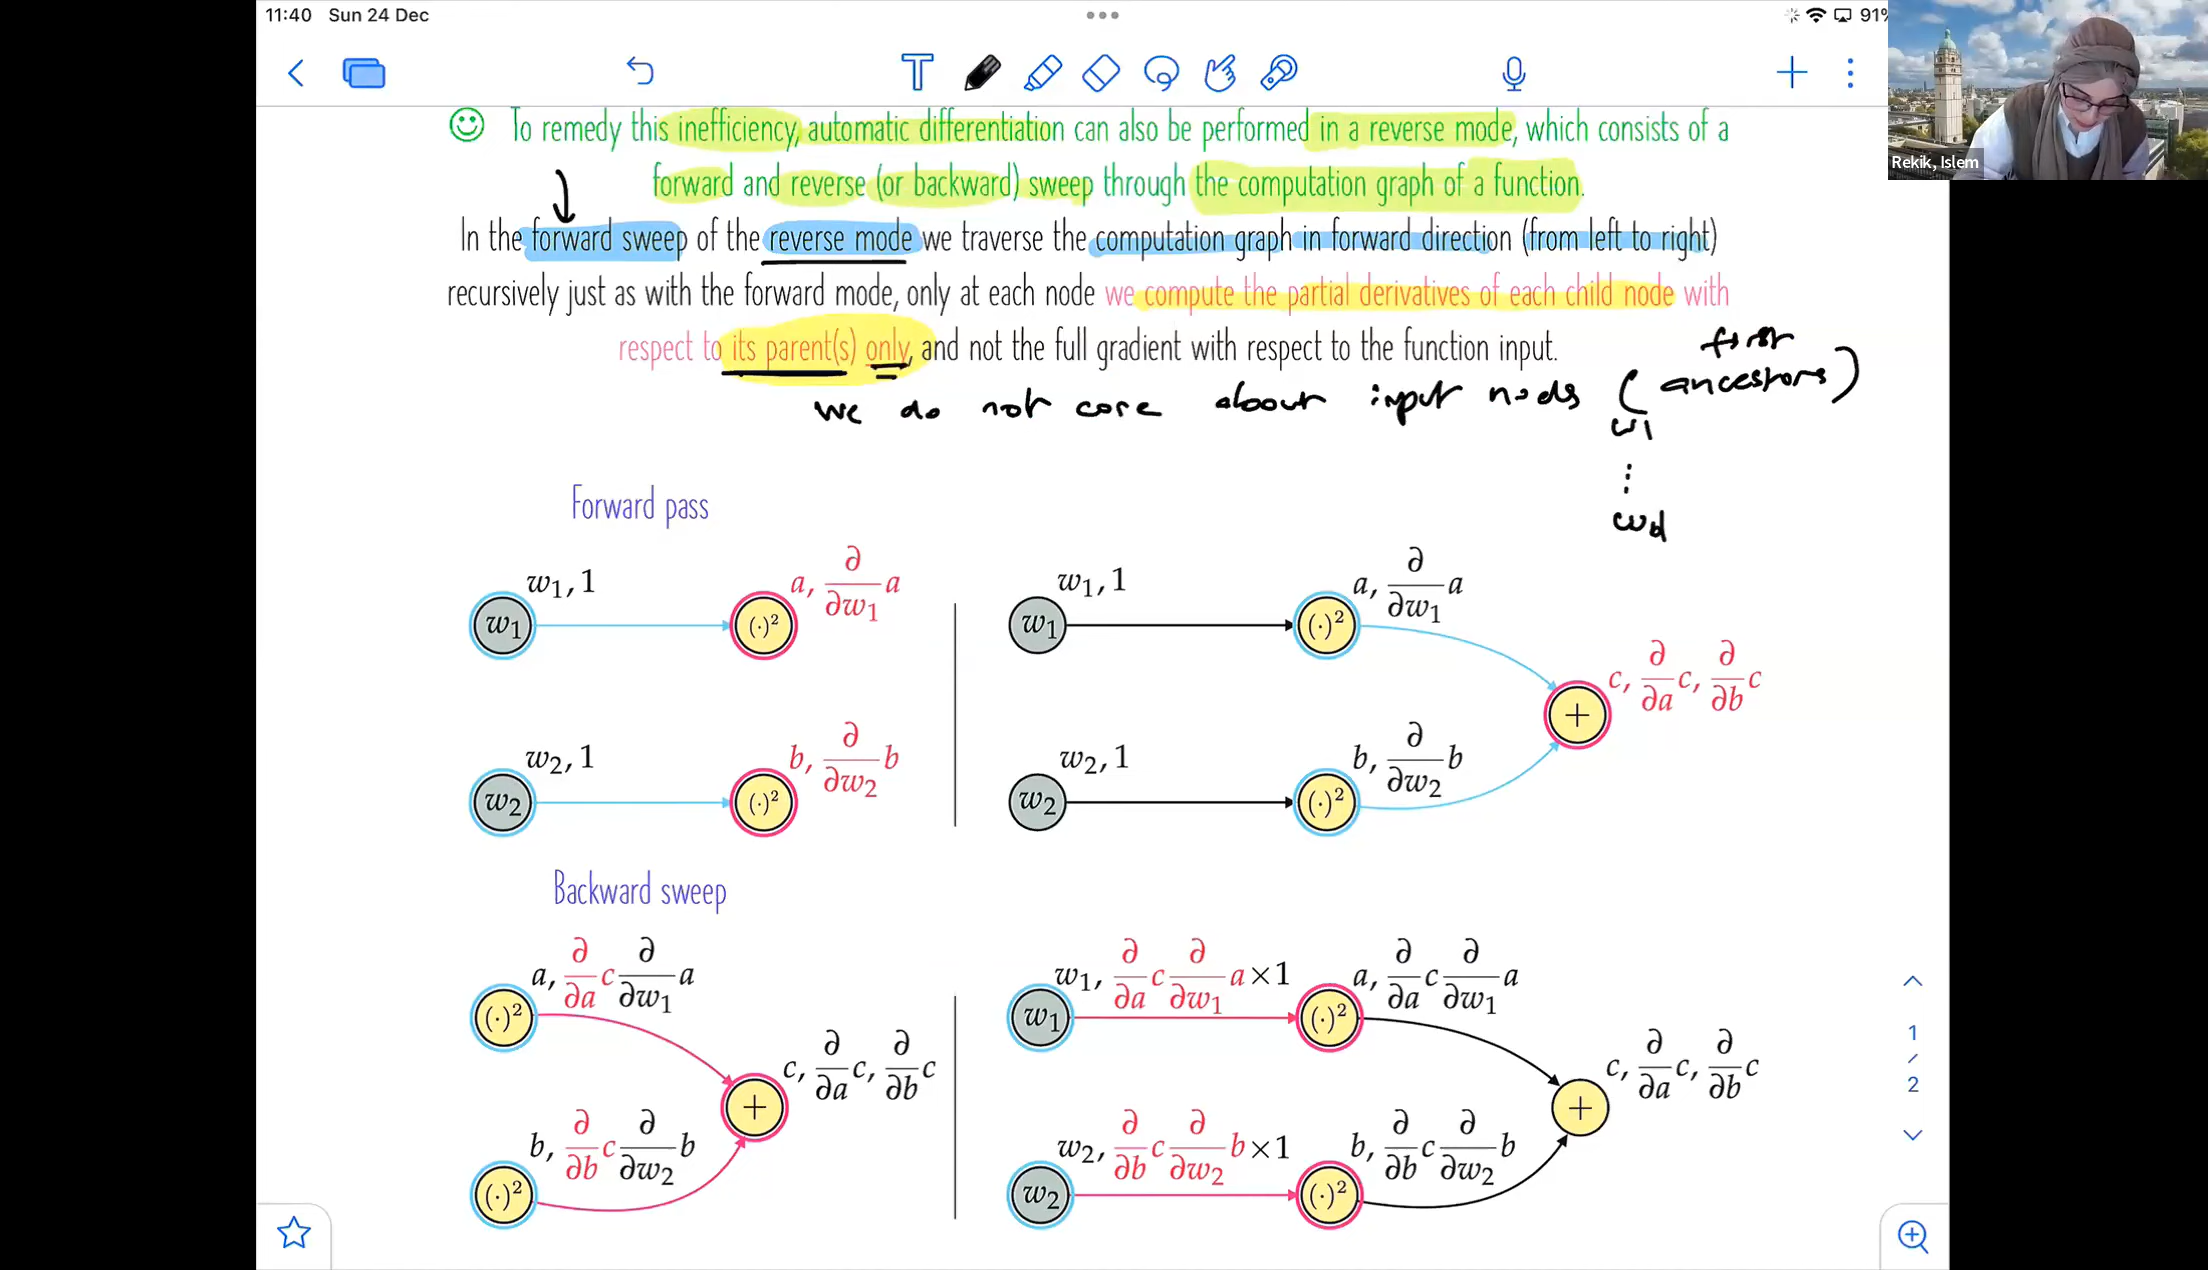 11:40 Sun 24 Dec
91%
Rekik, Islem
To remedy this inefficiency, automatic differentiation can also be performed in a reverse mode, which consists of a
forward and reverse (or backward) sweep through the computation graph of a function.
In the forward sweep of the reverse mode we traverse the computation graph in forward direction (from left to right)
recursively just as with the forward mode, only at each node we compute the partial derivatives of each child node with
respect to its parent(s) only, and not the full gradient with respect to the function input.
we do not care about input nods (first ancestors)
w1
⋮
wd
Forward pass
w₁, 1
a, ∂/∂w₁ a
w₁
(·)²
w₂, 1
b, ∂/∂w₂ b
w₂
(·)²
w₁, 1
a, ∂/∂w₁ a
w₁
(·)²
c, ∂/∂a c, ∂/∂b c
+
w₂, 1
b, ∂/∂w₂ b
w₂
(·)²
Backward sweep
a, ∂/∂a c ∂/∂w₁ a
(·)²
c, ∂/∂a c, ∂/∂b c
+
b, ∂/∂b c ∂/∂w₂ b
(·)²
w₁, ∂/∂a c ∂/∂w₁ a×1
a, ∂/∂a c ∂/∂w₁ a
w₁
(·)²
c, ∂/∂a c, ∂/∂b c
+
w₂, ∂/∂b c ∂/∂w₂ b×1
b, ∂/∂b c ∂/∂w₂ b
w₂
(·)²
1
/
2